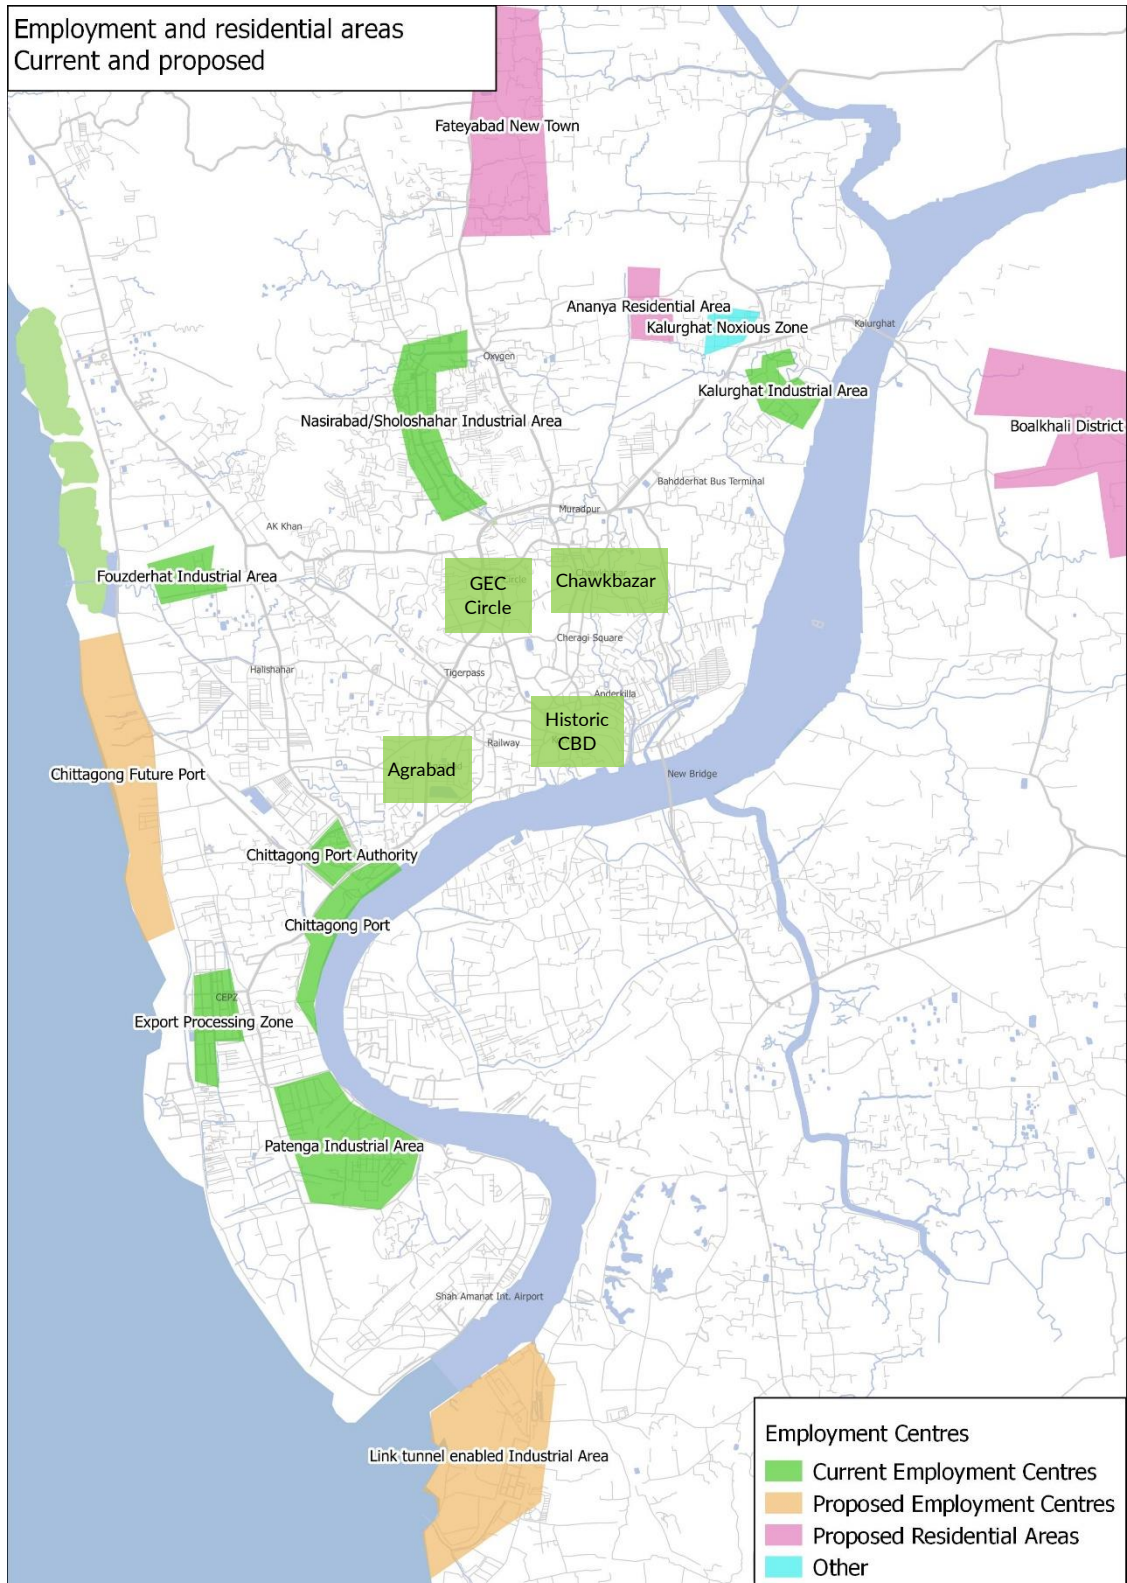 Employment and residential areas
Current and proposed
Fateyabad New Town
Ananya Residential Area
Kalurghat Noxious Zone
Kalurghat
Oxygen
Kalurghat Industrial Area
Nasirabad/Sholoshahar Industrial Area
Boalkhali District
Bahdderhat Bus Terminal
Muradpur
AK Khan
Fouzderhat Industrial Area
GEC
Circle
Chawkbazar
Cheragi Square
Halishahar
Tigerpass
Anderkilla
Historic
CBD
Railway
Agrabad
New Bridge
Chittagong Future Port
Chittagong Port Authority
Chittagong Port
CEPZ
Export Processing Zone
Patenga Industrial Area
Shah Amanat Int. Airport
Link tunnel enabled Industrial Area
Employment Centres
Current Employment Centres
Proposed Employment Centres
Proposed Residential Areas
Other